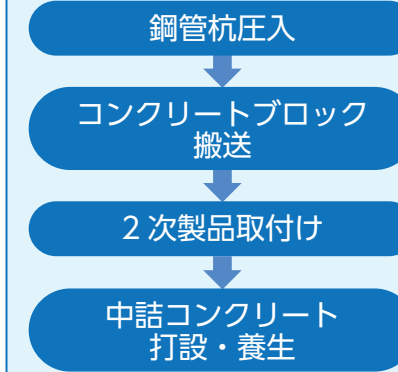 鋼管杭圧入
コンクリートブロック
搬送
２次製品取付け
中詰コンクリート
打設・養生